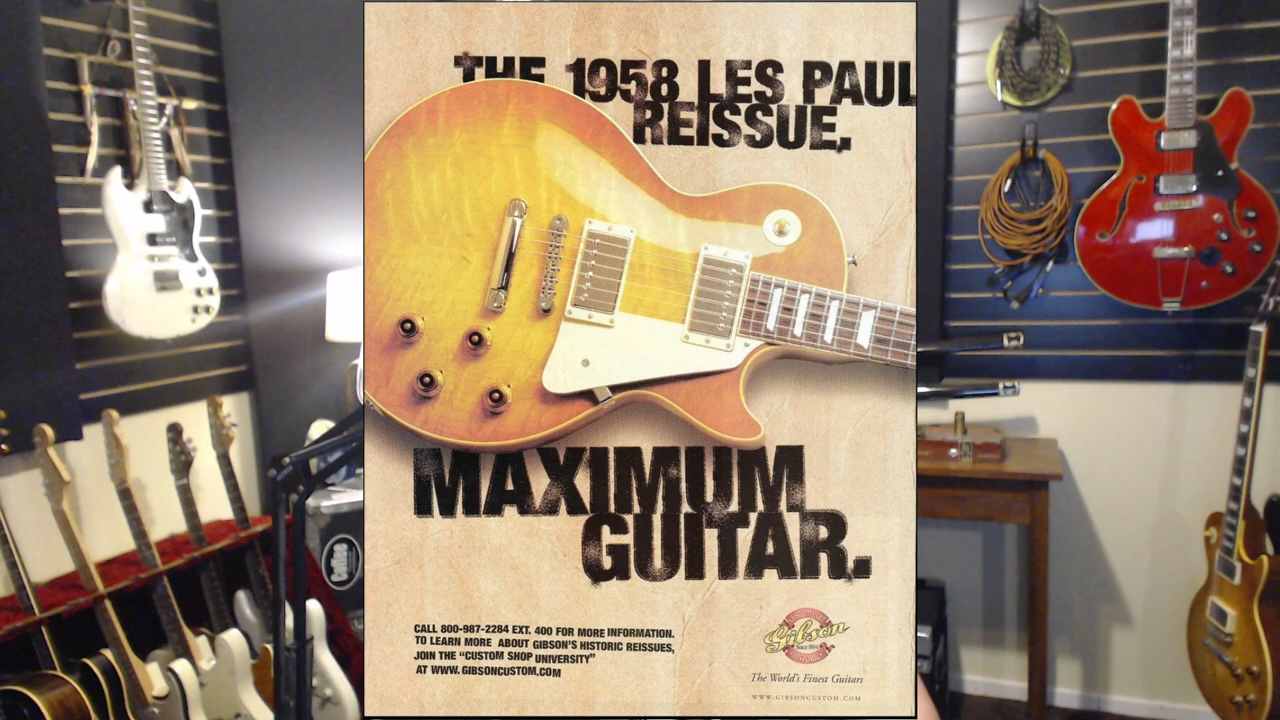 THE 1958 LES PAUL
REISSUE,
MAXIMUM
GUITAR.
CALL 800-987-2284 EXT. 400 FOR MORE INFORMATION.
TO LEARN MORE ABOUT GIBSON'S HISTORIC REISSUES,
JOIN THE "CUSTOM SHOP UNIVERSITY"
AT WWW.GIBSONCUSTOM.COM
Gibson
Since 1894
The World's Finest Guitars
WWW.GIBSONCUSTOM.COM